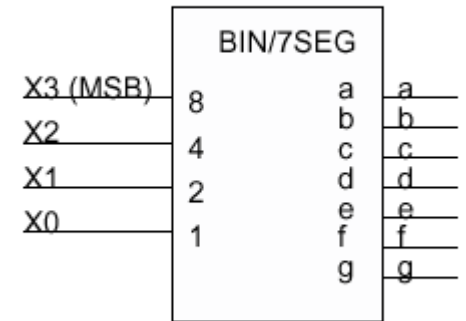 BIN/7SEG
X3 (MSB) 8 a a
b b
X2 4 c c
X1 2 d d
e e
X0 1 f f
g g